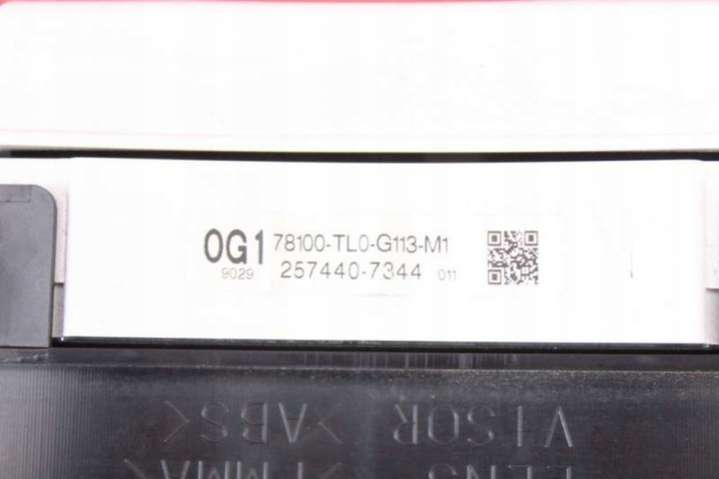 0G1 78100-TL0-G113-M1
9029 257440-7344 011
VISOR >ABS<
LENS >PMMA<